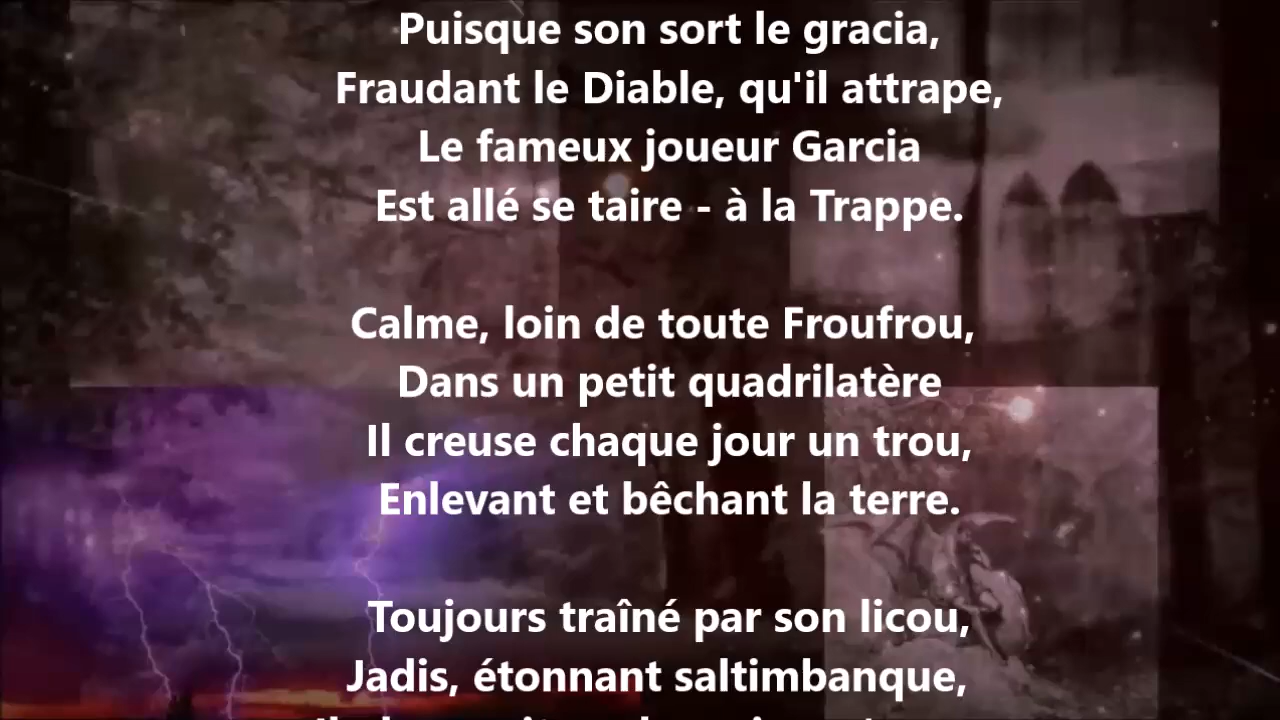 Puisque son sort le gracia,
Fraudant le Diable, qu'il attrape,
Le fameux joueur Garcia
Est allé se taire - à la Trappe.
Calme, loin de toute Froufrou,
Dans un petit quadrilatère
Il creuse chaque jour un trou,
Enlevant et bêchant la terre.
Toujours traîné par son licou,
Jadis, étonnant saltimbanque,